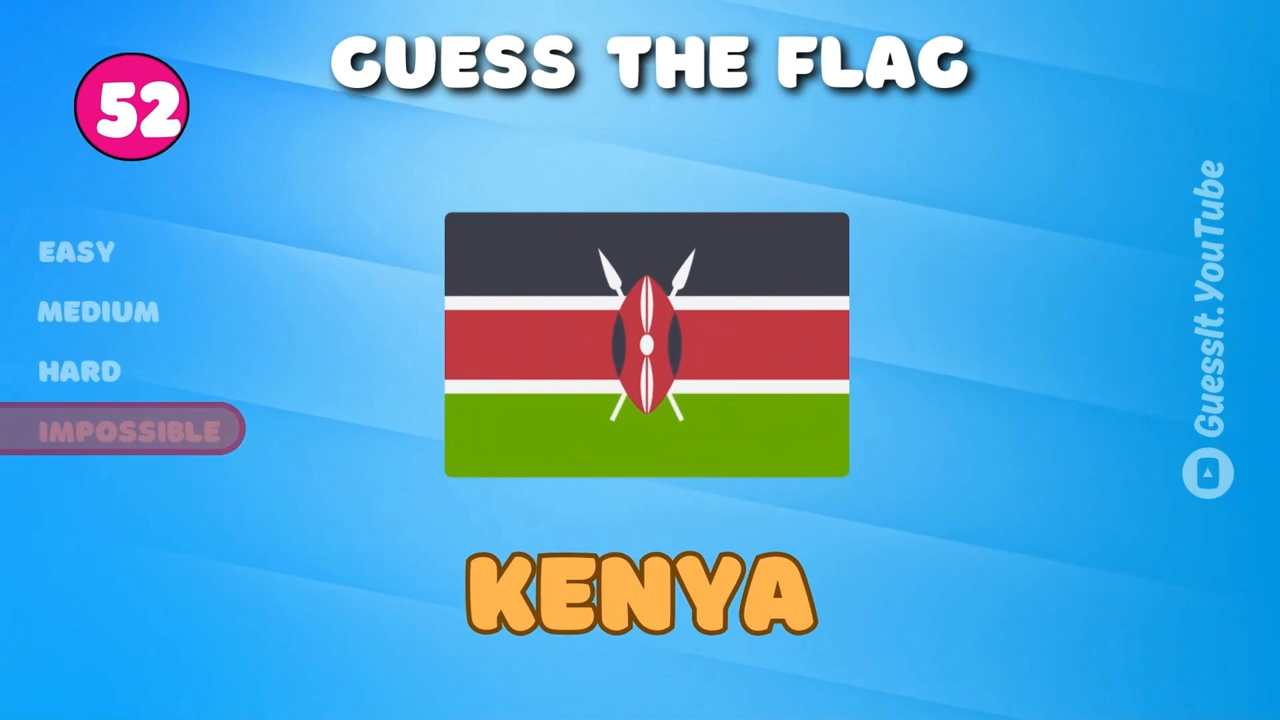 GUESS THE FLAG
52
EASY
MEDIUM
HARD
IMPOSSIBLE
KENYA
GuessIt.YouTube